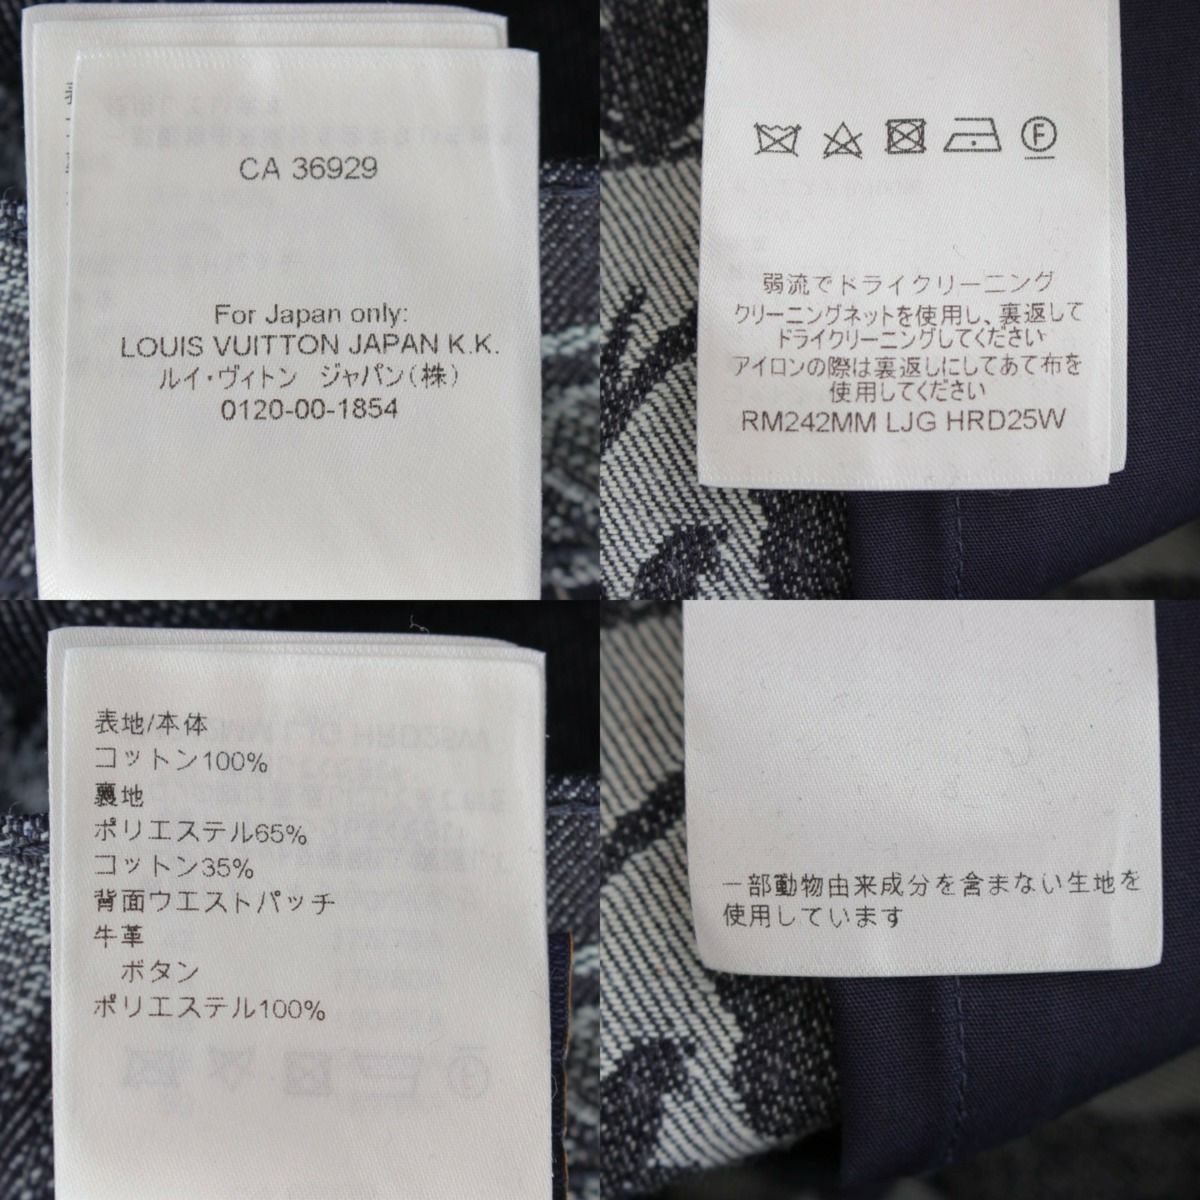 CA 36929
For Japan only:
LOUIS VUITTON JAPAN K.K.
ルイ・ヴィトン ジャパン(株)
0120-00-1854
F
弱流でドライクリーニング
クリーニングネットを使用し、裏返して
ドライクリーニングしてください
アイロンの際は裏返しにしてあて布を
使用してください
RM242MM LJG HRD25W
表地/本体
コットン100%
裏地
ポリエステル65%
コットン35%
背面ウエストパッチ
牛革
ボタン
ポリエステル100%
一部動物由来成分を含まない生地を
使用しています